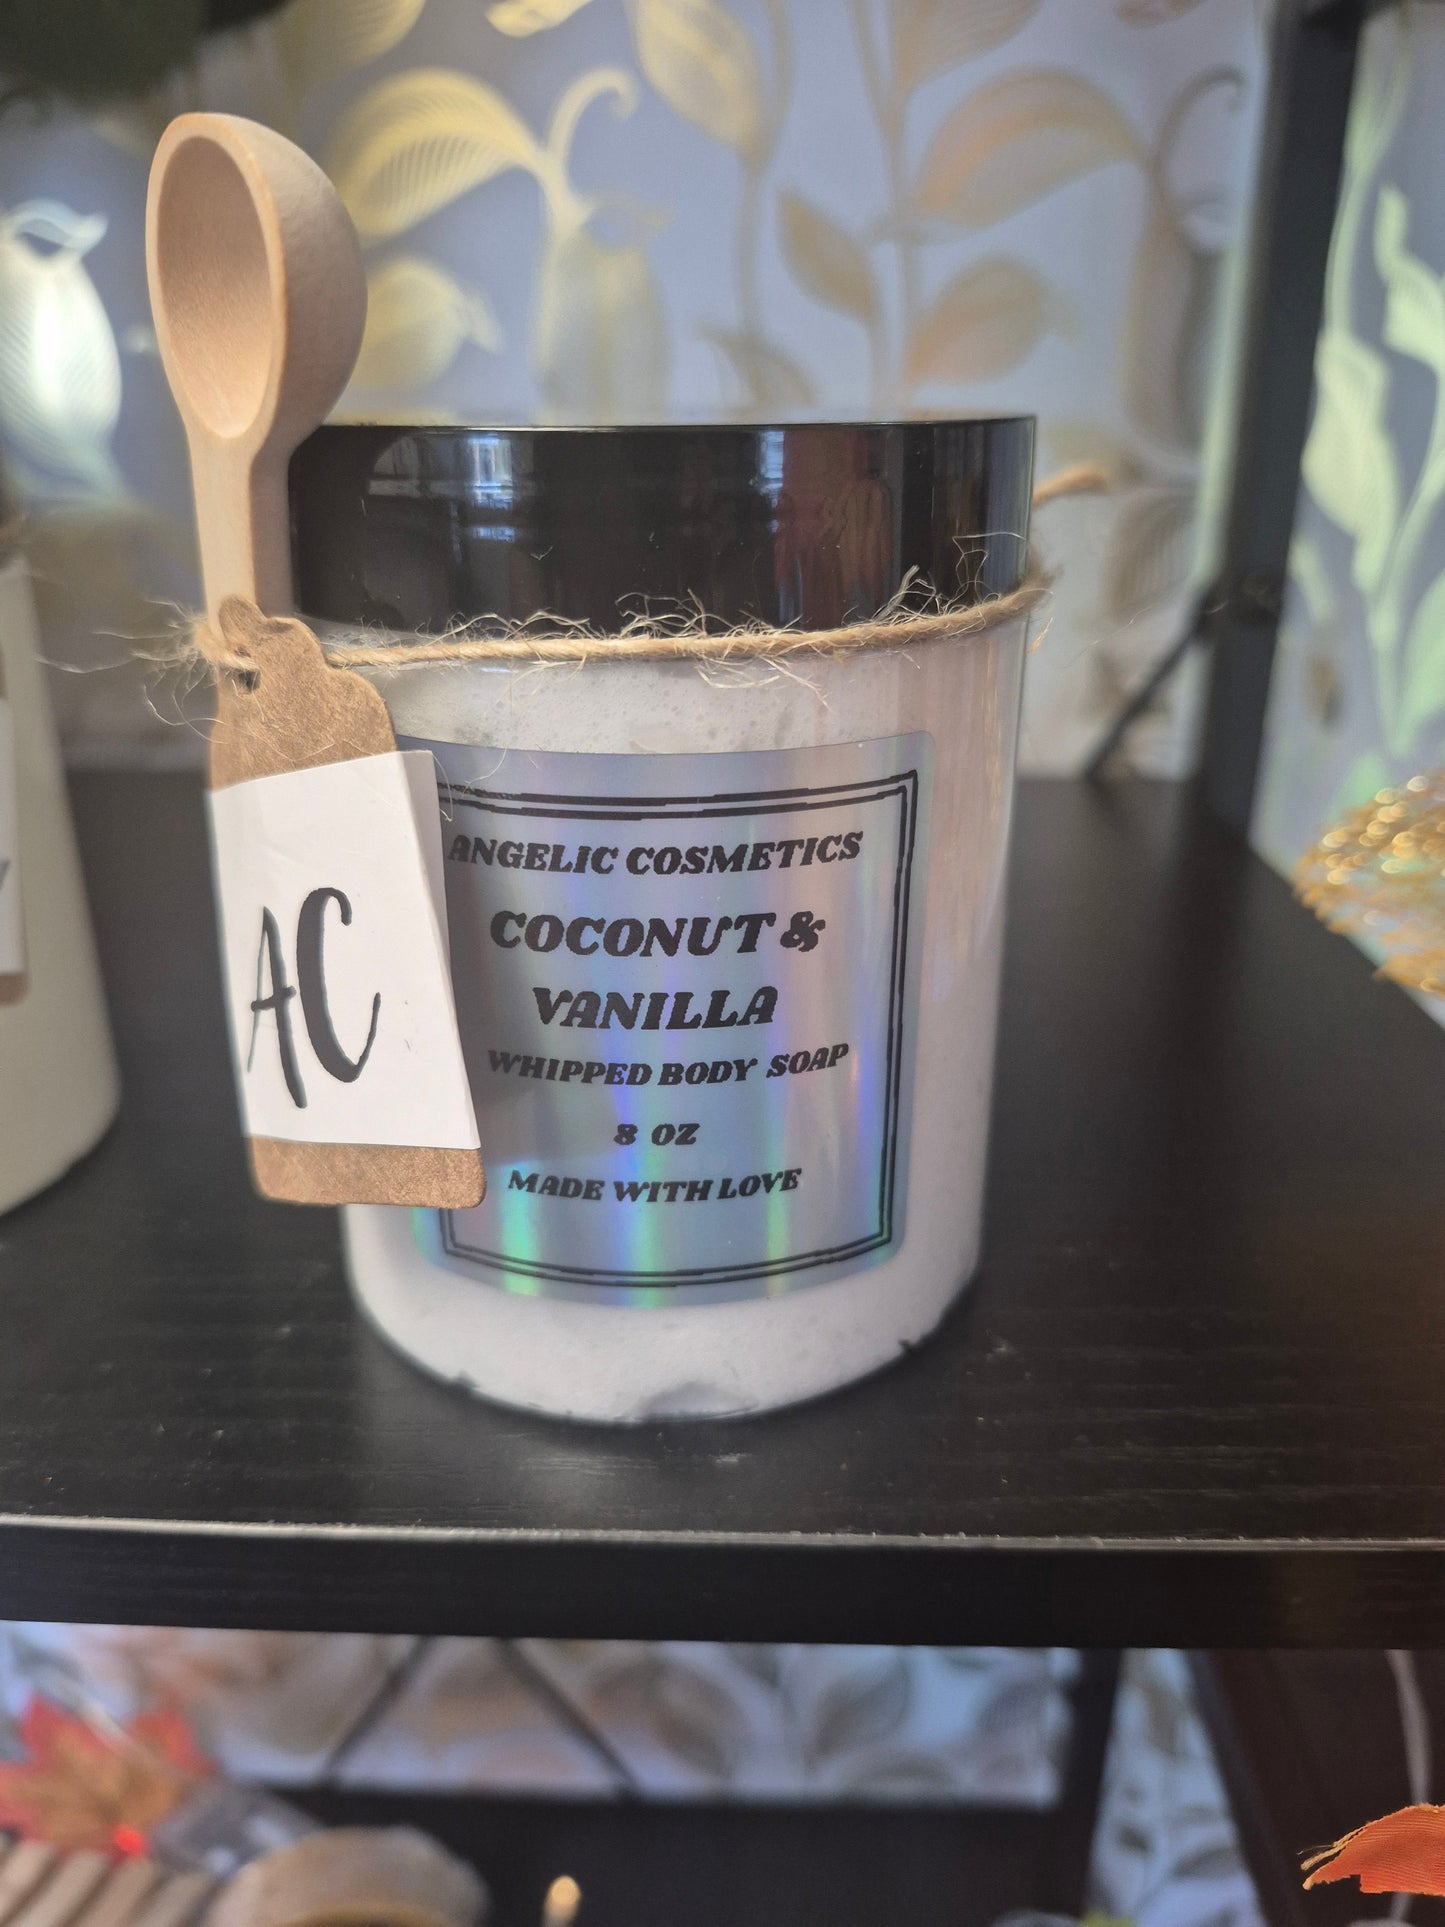 AC
ANGELIC COSMETICS
COCONUT &
VANILLA
WHIPPED BODY SOAP
8 OZ
MADE WITH LOVE